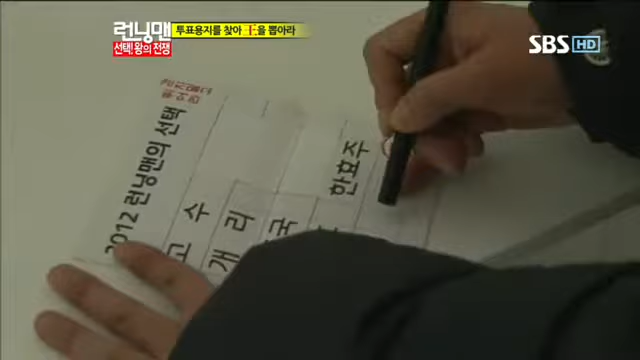 런닝맨
선택! 왕의 전쟁
투표용지를 찾아 王을 뽑아라
SBS HD
2012 런닝맨의 선택
고 수
개 리
국
한효주